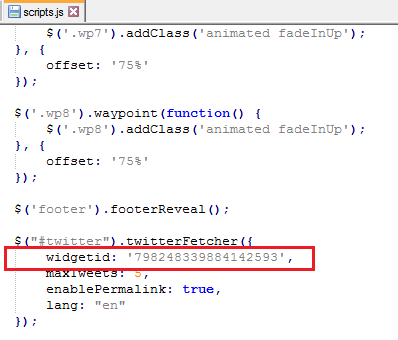 scripts.js
$('.wp7').addClass('animated fadeInUp');
}, {
offset: '75%'
});
$('.wp8').waypoint(function() {
$('.wp8').addClass('animated fadeInUp');
}, {
offset: '75%'
});
$('footer').footerReveal();
$("#twitter").twitterFetcher({
widgetid: '798248339884142593',
maxTweets: 5,
enablePermalink: true,
lang: "en"
});